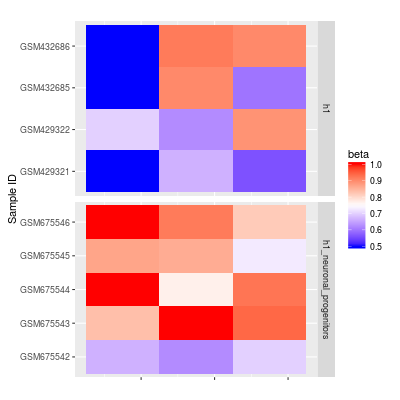 Sample ID
GSM432686
GSM432685
GSM429322
GSM429321
h1
GSM675546
GSM675545
GSM675544
GSM675543
GSM675542
h1_neuronal_progenitors
beta
1.0
0.9
0.8
0.7
0.6
0.5